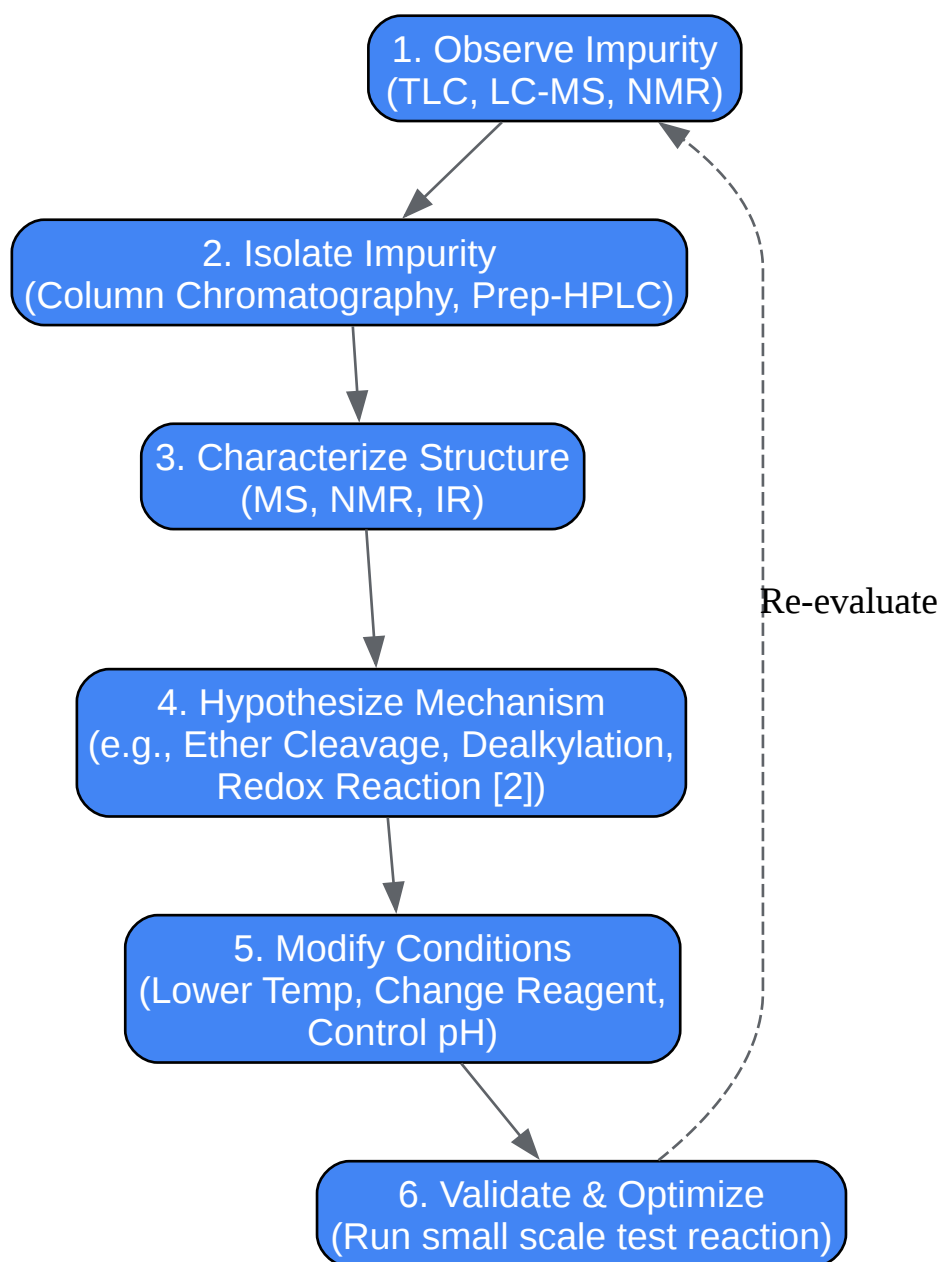 1. Observe Impurity
(TLC, LC-MS, NMR)
2. Isolate Impurity
(Column Chromatography, Prep-HPLC)
3. Characterize Structure
(MS, NMR, IR)
Re-evaluate
4. Hypothesize Mechanism
(e.g., Ether Cleavage, Dealkylation,
Redox Reaction [2])
5. Modify Conditions
(Lower Temp, Change Reagent,
Control pH)
6. Validate & Optimize
(Run small scale test reaction)